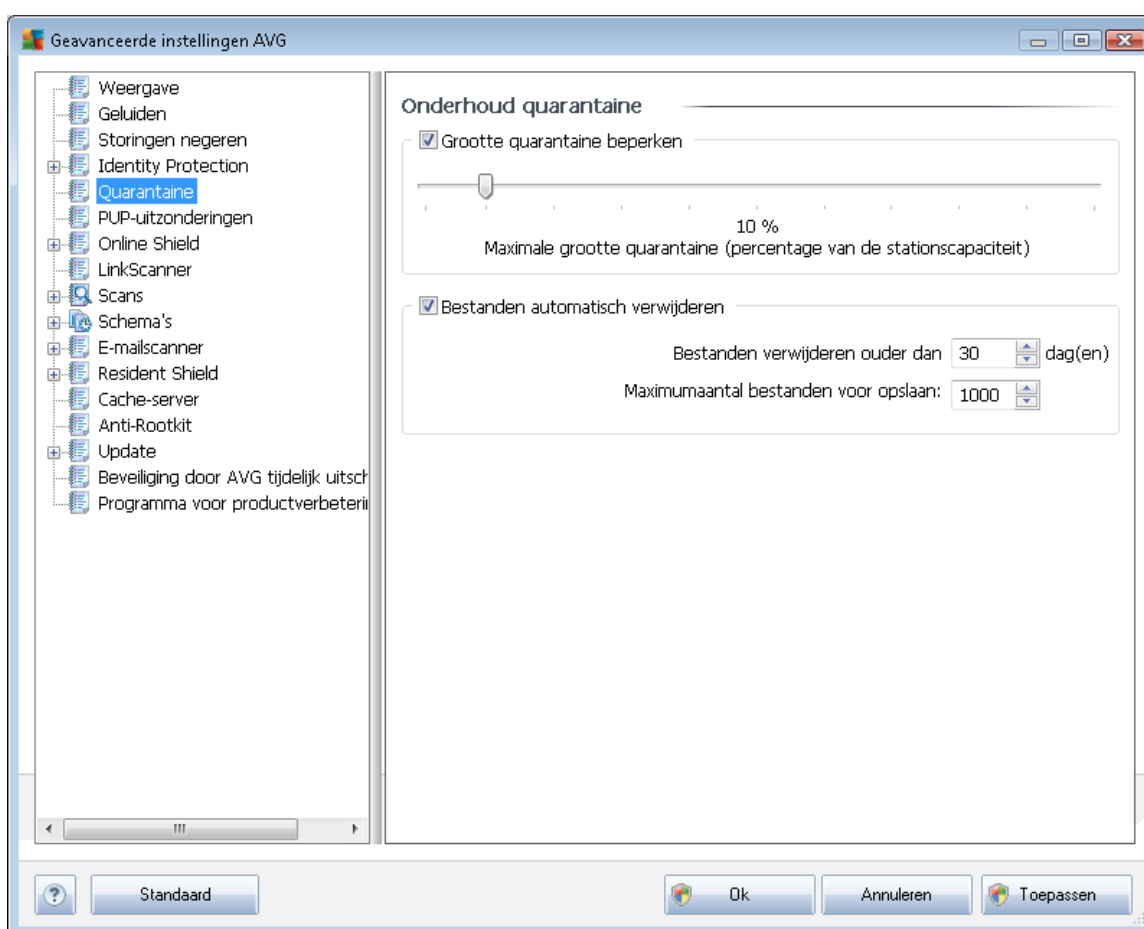 Geavanceerde instellingen AVG
Weergave
Geluiden
Storingen negeren
Identity Protection
Quarantaine
PUP-uitzonderingen
Online Shield
LinkScanner
Scans
Schema's
E-mailscanner
Resident Shield
Cache-server
Anti-Rootkit
Update
Beveiliging door AVG tijdelijk uitsch
Programma voor productverbeterin
Onderhoud quarantaine
Grootte quarantaine beperken
10 %
Maximale grootte quarantaine (percentage van de stationscapaciteit)
Bestanden automatisch verwijderen
Bestanden verwijderen ouder dan 30 dag(en)
Maximumaantal bestanden voor opslaan: 1000
? Standaard Ok Annuleren Toepassen